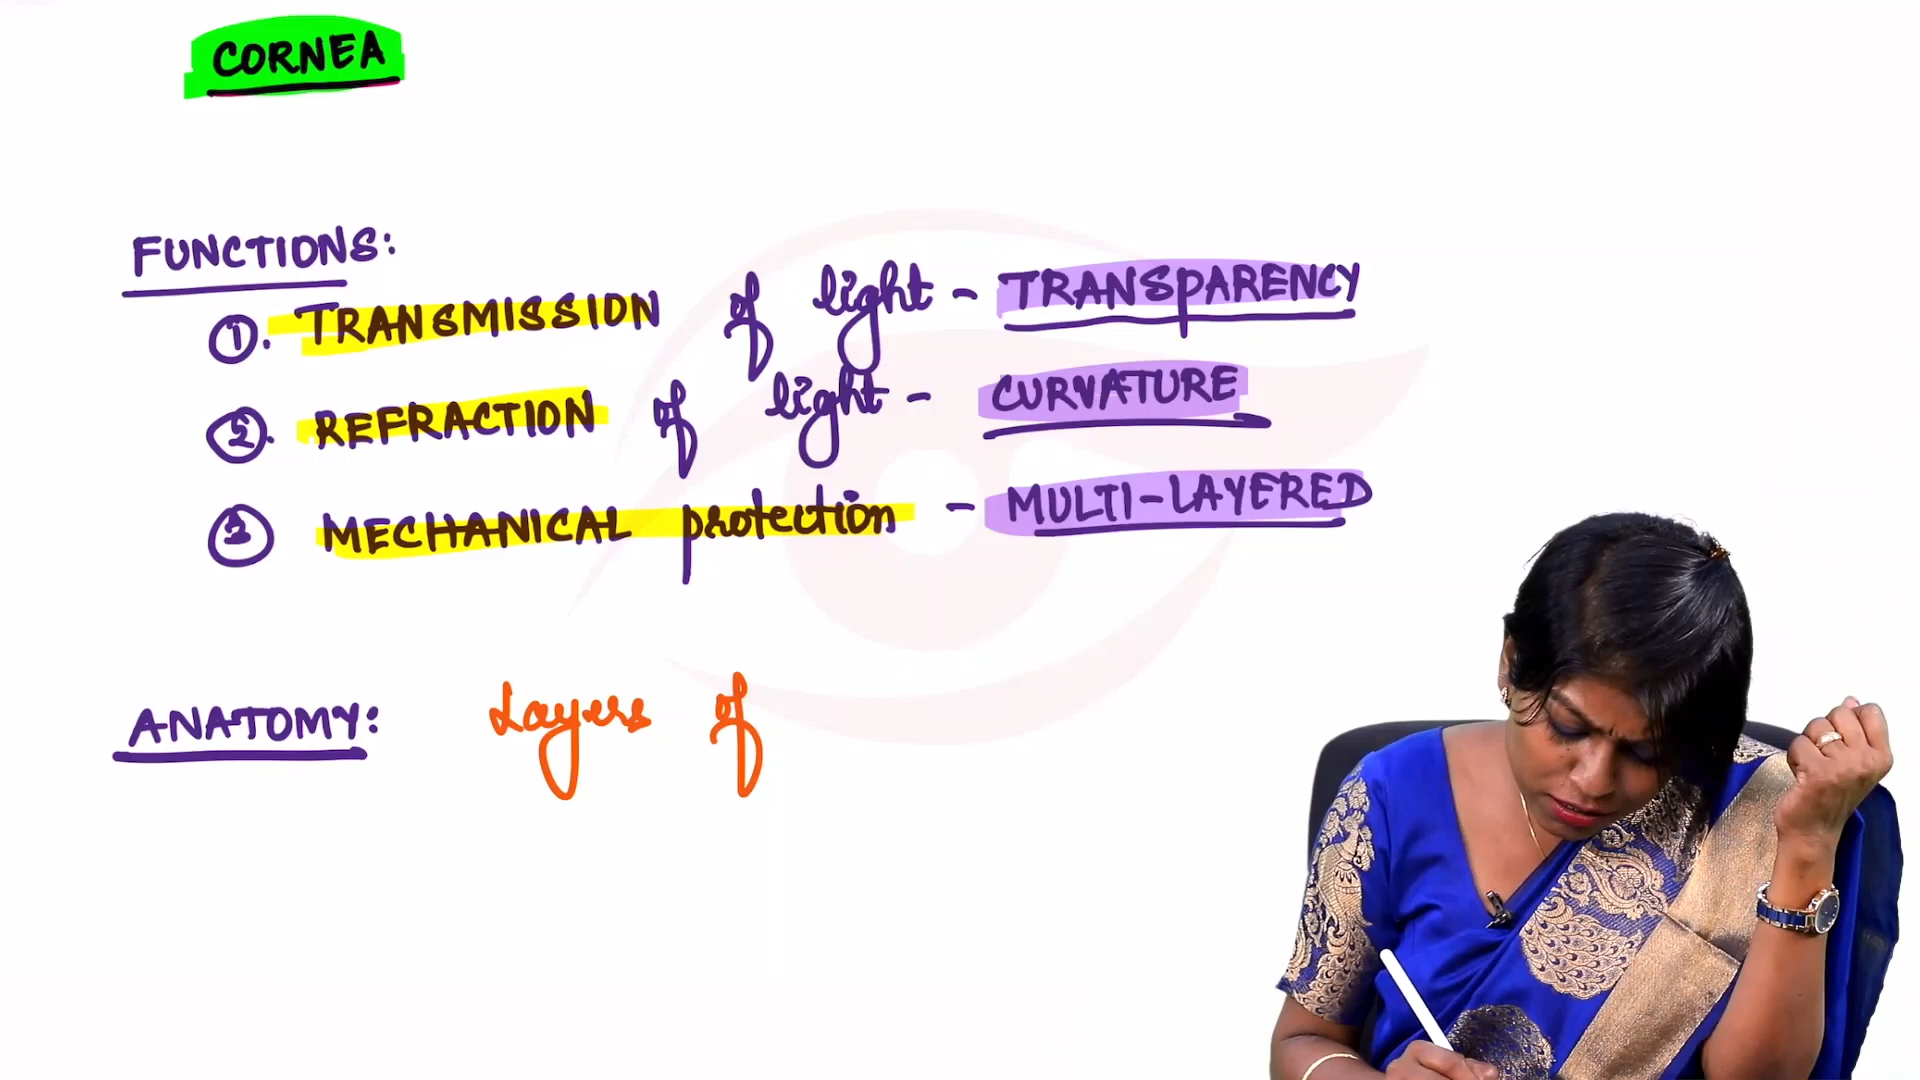 CORNEA
FUNCTIONS:
①. TRANSMISSION of light - TRANSPARENCY
②. REFRACTION of light - CURVATURE
③ MECHANICAL protection - MULTI-LAYERED
ANATOMY: Layers of